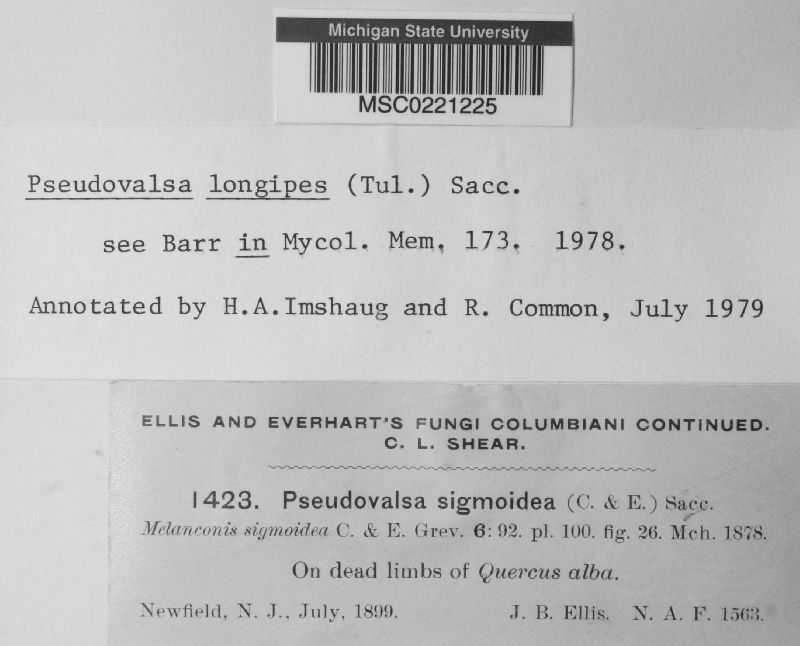 Michigan State University
MSC0221225
Pseudovalsa longipes (Tul.) Sacc.
see Barr in Mycol. Mem. 173. 1978.
Annotated by H.A.Imshaug and R. Common, July 1979
ELLIS AND EVERHART'S FUNGI COLUMBIANI CONTINUED.
C. L. SHEAR.
1423. Pseudovalsa sigmoidea (C. & E.) Sacc.
Melanconis sigmoidea C. & E. Grev. 6: 92. pl. 100. fig. 26. Mch. 1878.
On dead limbs of Quercus alba.
Newfield, N. J., July, 1899. J. B. Ellis. N. A. F. 1563.